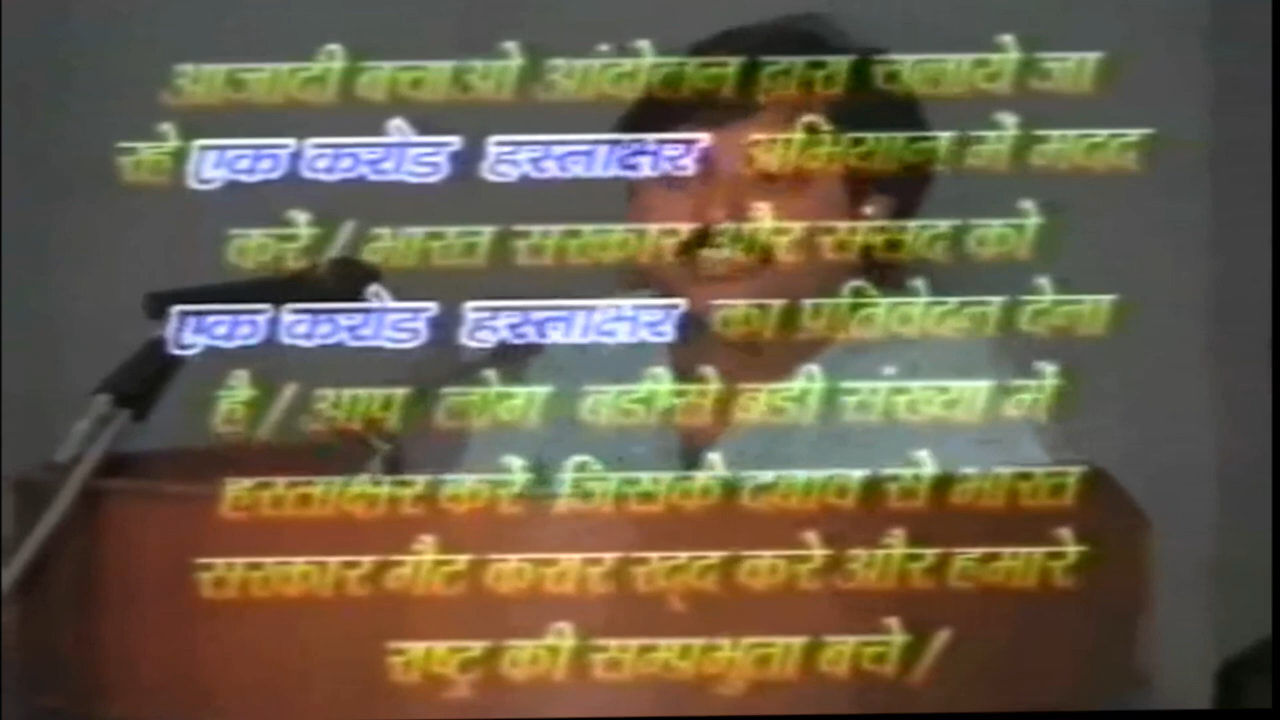 आजादी बचाओ आंदोलन द्वारा चलाये जा
रहे एक करोड हस्ताक्षर अभियान में मदद
करे / भारत सरकार और संसद को
एक करोड हस्ताक्षर का प्रतिवेदन देना
है / आप लोग बडी से बडी संख्या में
हस्ताक्षर करे जिसके दबाव से भारत
सरकार गैट करार रद्द करे और हमारे
राष्ट्र की सम्प्रभुता बचे /